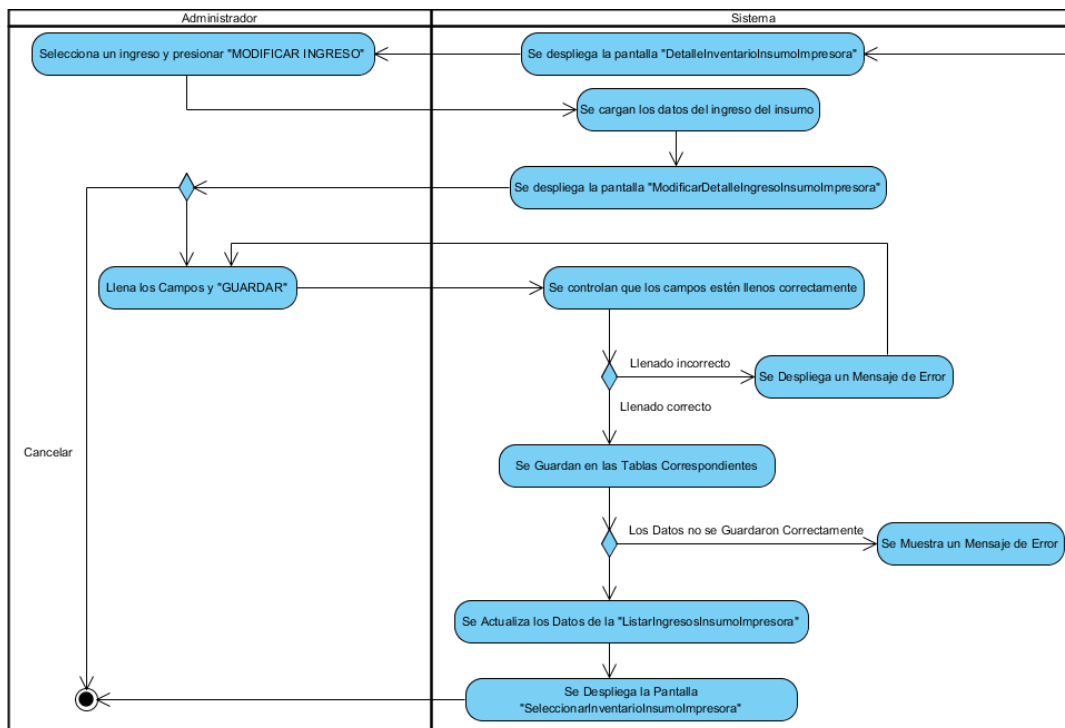 Administrador
Sistema
Selecciona un ingreso y presionar "MODIFICAR INGRESO"
Se despliega la pantalla "DetalleInventarioInsumoImpresora"
Se cargan los datos del ingreso del insumo
Se despliega la pantalla "ModificarDetalleIngresoInsumoImpresora"
Llena los Campos y "GUARDAR"
Se controlan que los campos estén llenos correctamente
Llenado incorrecto
Se Despliega un Mensaje de Error
Llenado correcto
Cancelar
Se Guardan en las Tablas Correspondientes
Los Datos no se Guardaron Correctamente
Se Muestra un Mensaje de Error
Se Actualiza los Datos de la "ListarIngresosInsumoImpresora"
Se Despliega la Pantalla
"SeleccionarInventarioInsumoImpresora"